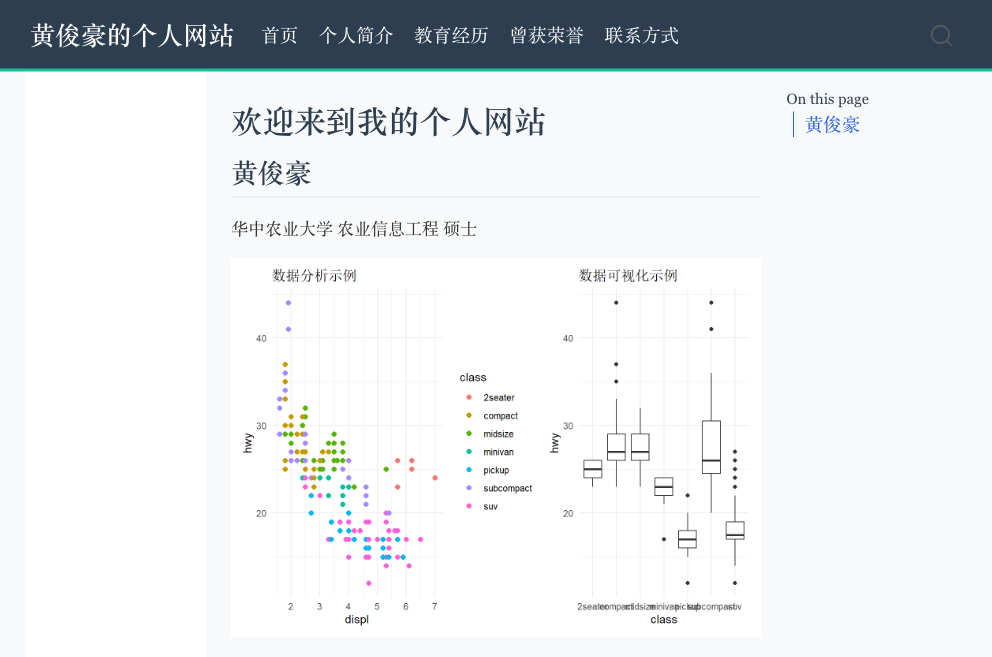 黄俊豪的个人网站 首页 个人简介 教育经历 曾获荣誉 联系方式
On this page
黄俊豪
欢迎来到我的个人网站
黄俊豪
华中农业大学 农业信息工程 硕士
数据分析示例
40
30
20
hwy
2 3 4 5 6 7
displ
class
2seater
compact
midsize
minivan
pickup
subcompact
suv
数据可视化示例
40
30
20
hwy
2seater compact midsize minivan pickup subcompact suv
class